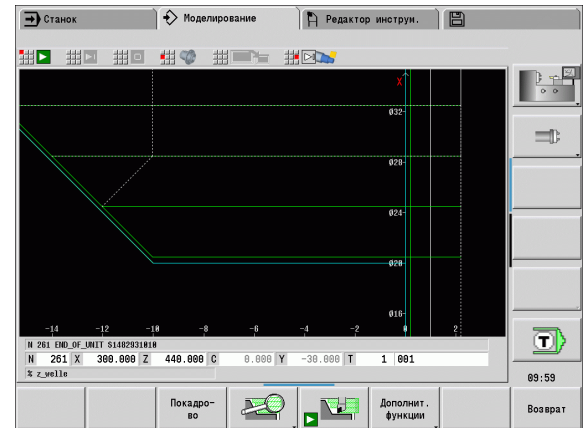 Станок Моделирование Редактор инструм.
X
Ø32
Ø28
Ø24
Ø20
Ø16
-14 -12 -10 -8 -6 -4 -2 0 2
N 261 END_OF_UNIT S1482931010
N 261 X 300.000 Z 440.000 C 0.000 Y -30.000 T 1 001
% z_welle
T
09:59
Покадро-
во
Дополнит.
функции
Возврат